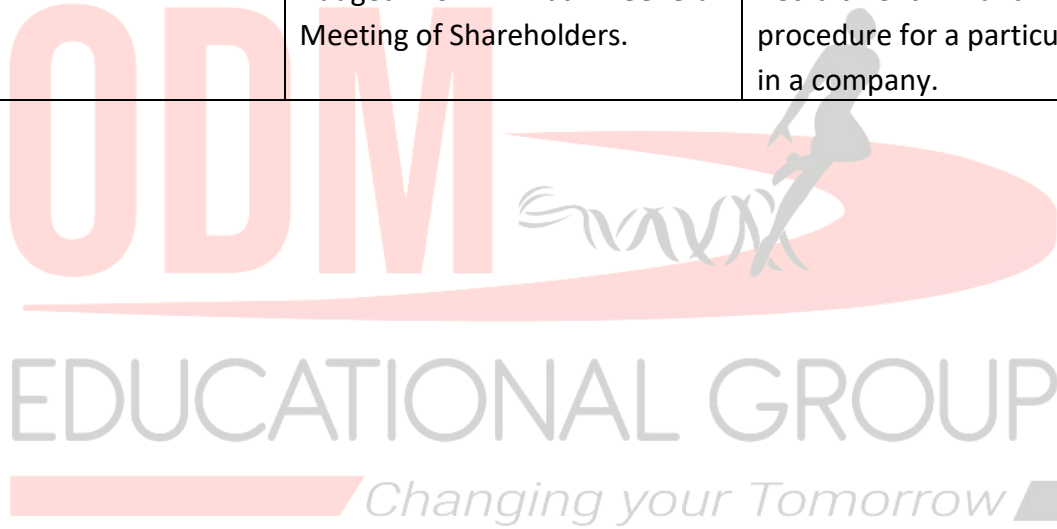 Meeting of Shareholders.
procedure for a particu
in a company.
ODM
EDUCATIONAL GROUP
Changing your Tomorrow